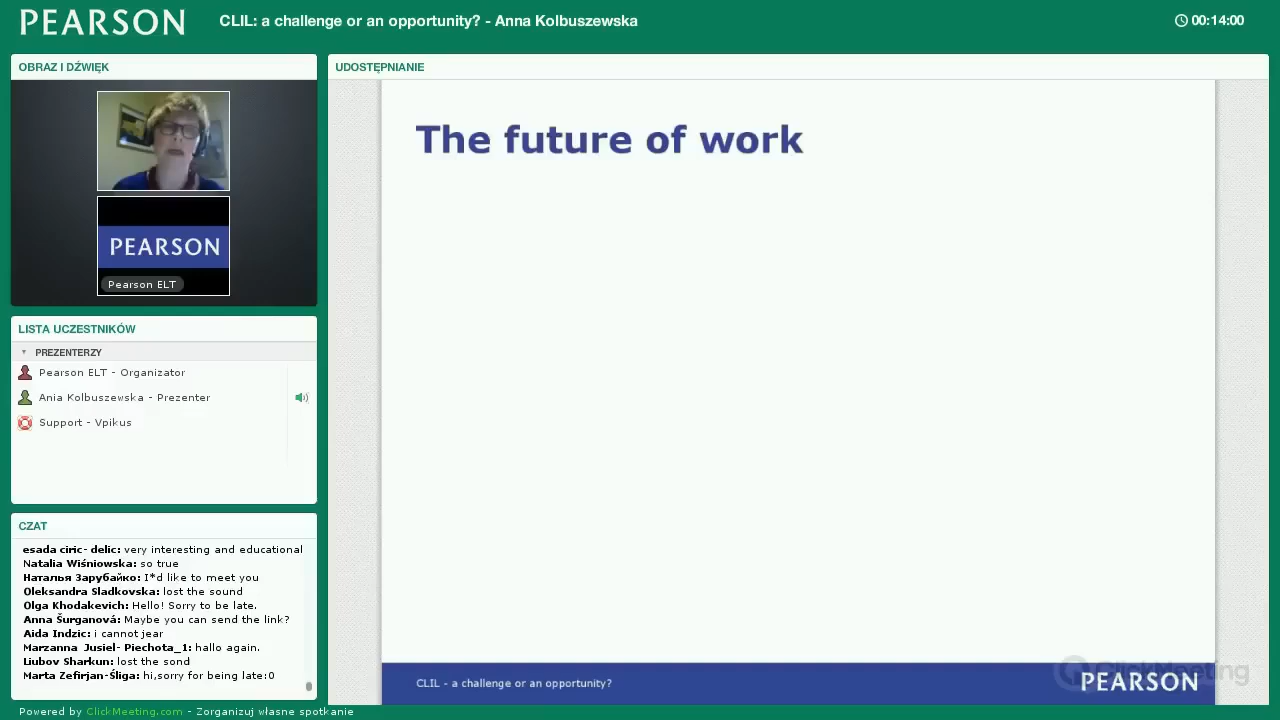 PEARSON
CLIL: a challenge or an opportunity? - Anna Kolbuszewska
00:14:00
OBRAZ I DŹWIĘK
PEARSON
Pearson ELT
LISTA UCZESTNIKÓW
PREZENTERZY
Pearson ELT - Organizator
Ania Kolbuszewska - Prezenter
Support - Vpikus
CZAT
esada ciric- delic: very interesting and educational
Natalia Wiśniowska: so true
Наталья Зарубайко: I*d like to meet you
Oleksandra Sladkovska: lost the sound
Olga Khodakevich: Hello! Sorry to be late.
Anna Šurganová: Maybe you can send the link?
Aida Indzic: i cannot jear
Marzanna Jusiel- Piechota_1: hallo again.
Liubov Sharkun: lost the sond
Marta Zefirjan-Śliga: hi,sorry for being late:0
UDOSTĘPNIANIE
The future of work
CLIL - a challenge or an opportunity?
ClickMeeting
PEARSON
Powered by ClickMeeting.com - Zorganizuj własne spotkanie